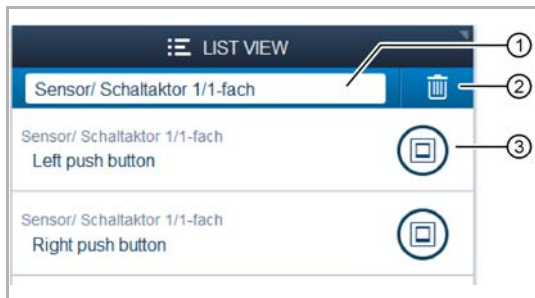 LIST VIEW
1
Sensor/ Schaltaktor 1/1-fach
2
Sensor/ Schaltaktor 1/1-fach
3
Left push button
Sensor/ Schaltaktor 1/1-fach
Right push button